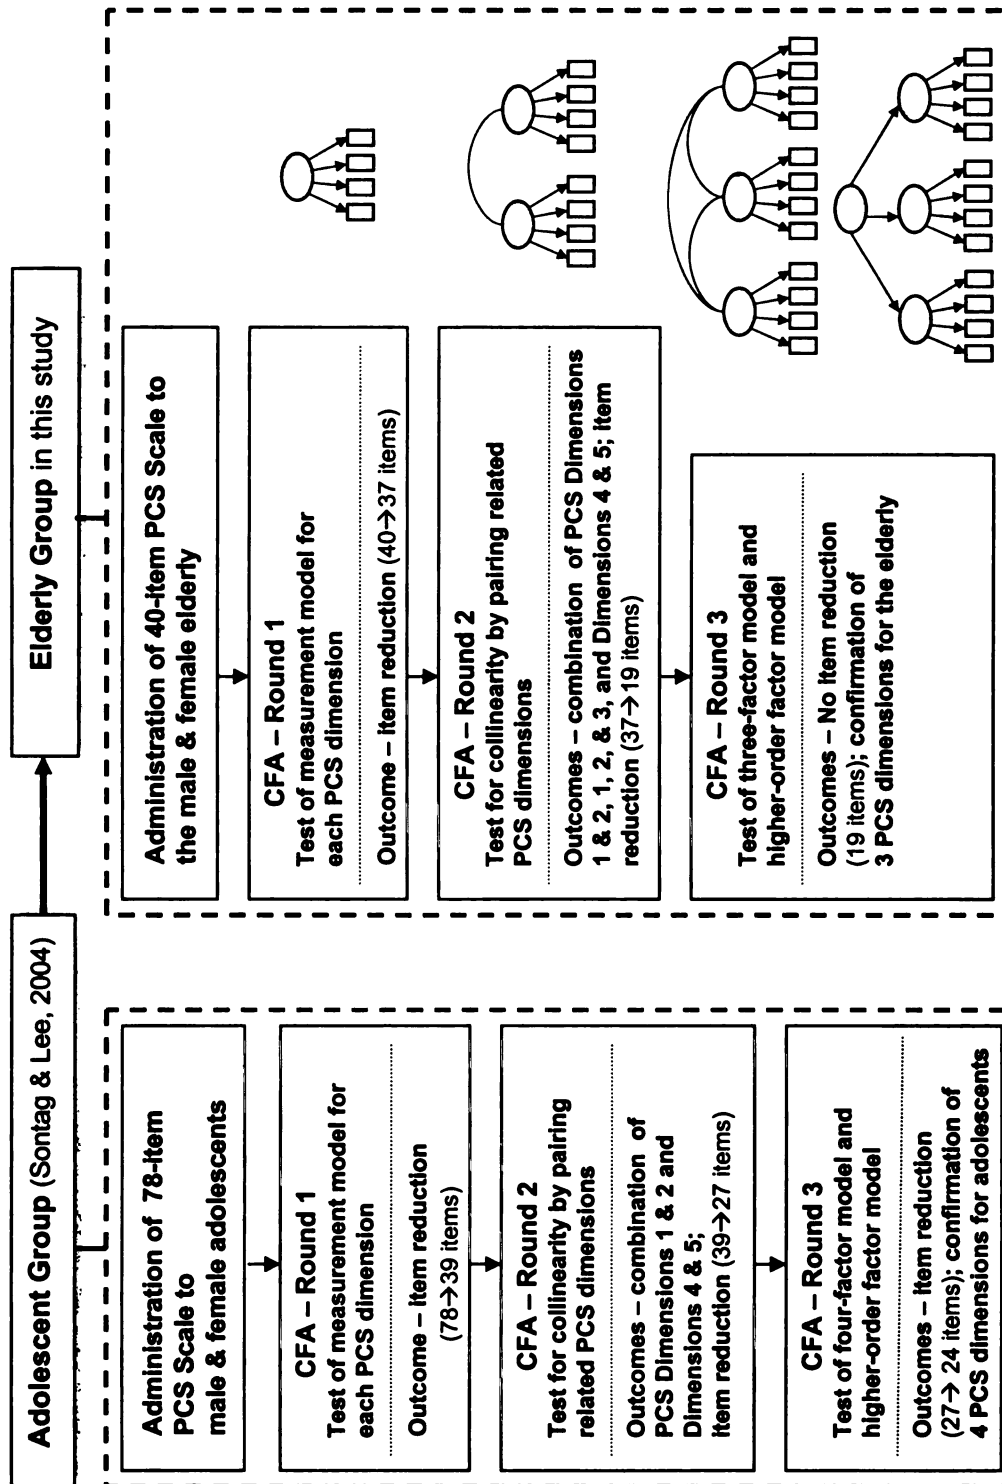 Adolescent Group (Sontag & Lee, 2004)
Administration of 78-item
PCS Scale to
male & female adolescents
CFA – Round 1
Test of measurement model for
each PCS dimension
Outcome – item reduction
(78→39 items)
CFA – Round 2
Test for collinearity by pairing
related PCS dimensions
Outcomes – combination of
PCS Dimensions 1 & 2 and
Dimensions 4 & 5;
item reduction (39→27 items)
CFA – Round 3
Test of four-factor model and
higher-order factor model
Outcomes – item reduction
(27→ 24 items); confirmation of
4 PCS dimensions for adolescents
Elderly Group in this study
Administration of 40-item PCS Scale to
the male & female elderly
CFA – Round 1
Test of measurement model for
each PCS dimension
Outcome – item reduction (40→37 items)
CFA – Round 2
Test for collinearity by pairing related
PCS dimensions
Outcomes – combination of PCS Dimensions
1 & 2, 1, 2, & 3, and Dimensions 4 & 5; item
reduction (37→19 items)
CFA – Round 3
Test of three-factor model and
higher-order factor model
Outcomes – No item reduction
(19 items); confirmation of
3 PCS dimensions for the elderly